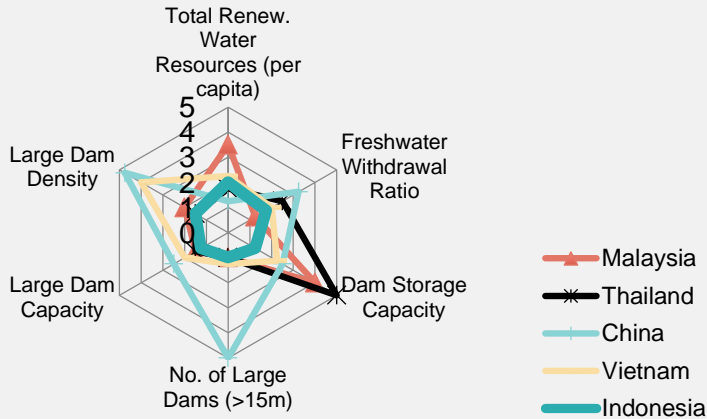 Total Renew.
Water
Resources (per
capita)
5
4
3
2
1
0
Freshwater
Withdrawal
Ratio
Dam Storage
Capacity
No. of Large
Dams (>15m)
Large Dam
Capacity
Large Dam
Density
Malaysia
Thailand
China
Vietnam
Indonesia